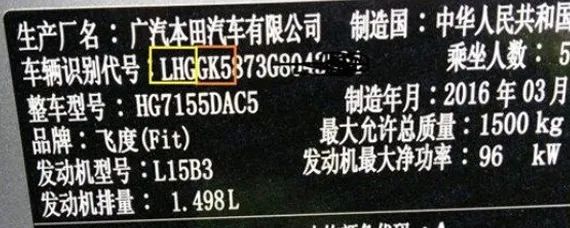 生产厂名：广汽本田汽车有限公司 制造国：中华人民共和国
车辆识别代号 LHGGK5873G8 乘坐人数：5
整车型号：HG7155DAC5 制造年月：2016年03月
品牌：飞度(Fit) 最大允许总质量：1500 kg
发动机型号：L15B3 发动机最大净功率：96 kW
发动机排量：1.498L